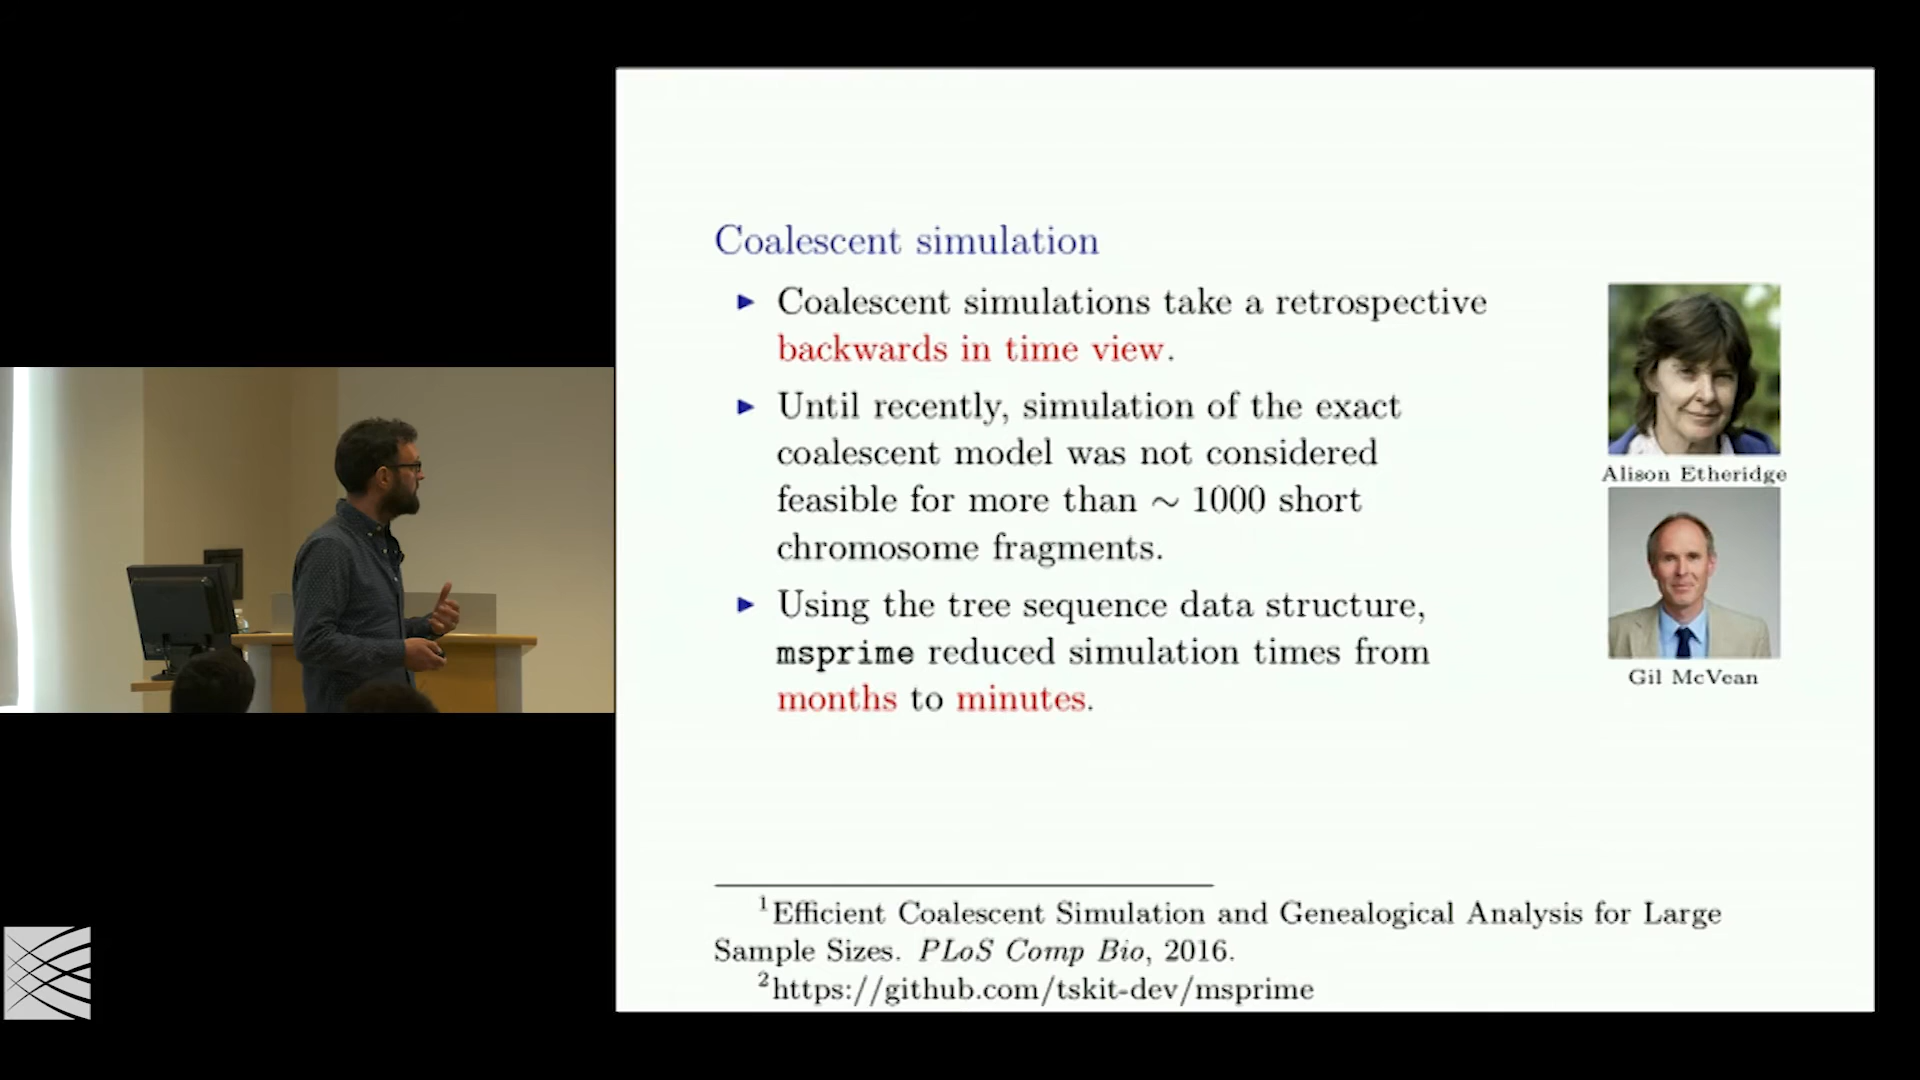 Coalescent simulation
▶ Coalescent simulations take a retrospective
backwards in time view.
▶ Until recently, simulation of the exact
coalescent model was not considered
feasible for more than ∼ 1000 short
chromosome fragments.
▶ Using the tree sequence data structure,
msprime reduced simulation times from
months to minutes.
Alison Etheridge
Gil McVean
1Efficient Coalescent Simulation and Genealogical Analysis for Large
Sample Sizes. PLoS Comp Bio, 2016.
2https://github.com/tskit-dev/msprime